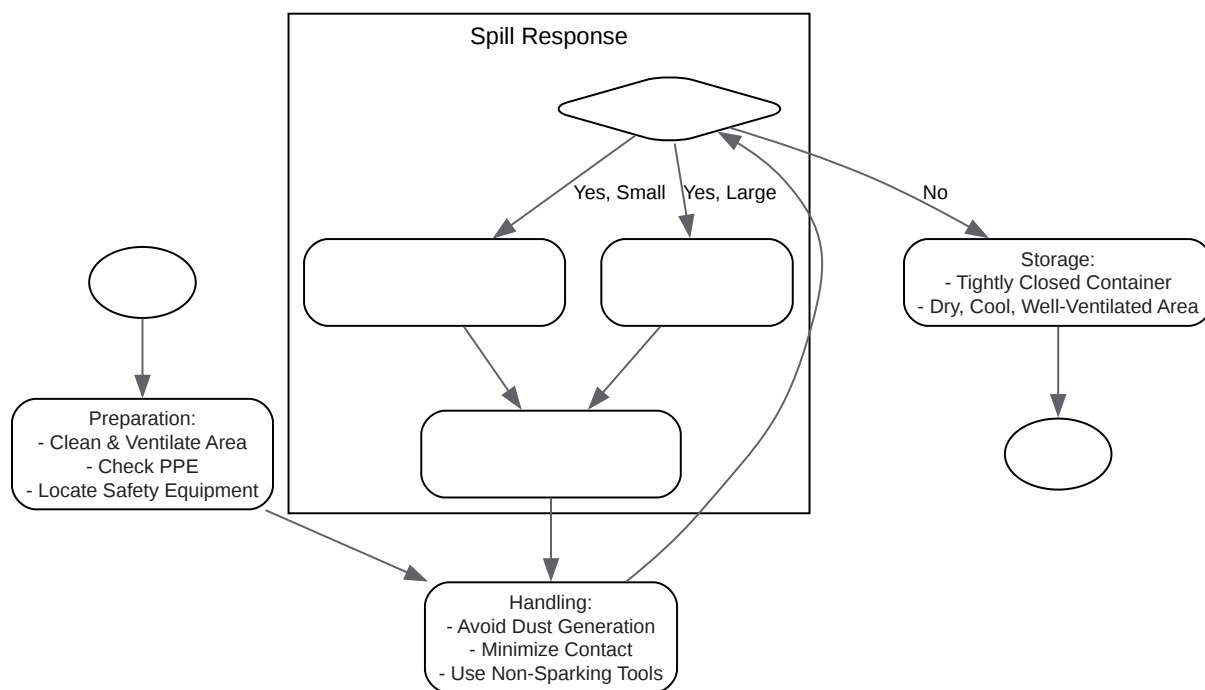 Spill Response
Yes, Small
Yes, Large
No
Storage:
- Tightly Closed Container
- Dry, Cool, Well-Ventilated Area
Preparation:
- Clean & Ventilate Area
- Check PPE
- Locate Safety Equipment
Handling:
- Avoid Dust Generation
- Minimize Contact
- Use Non-Sparking Tools